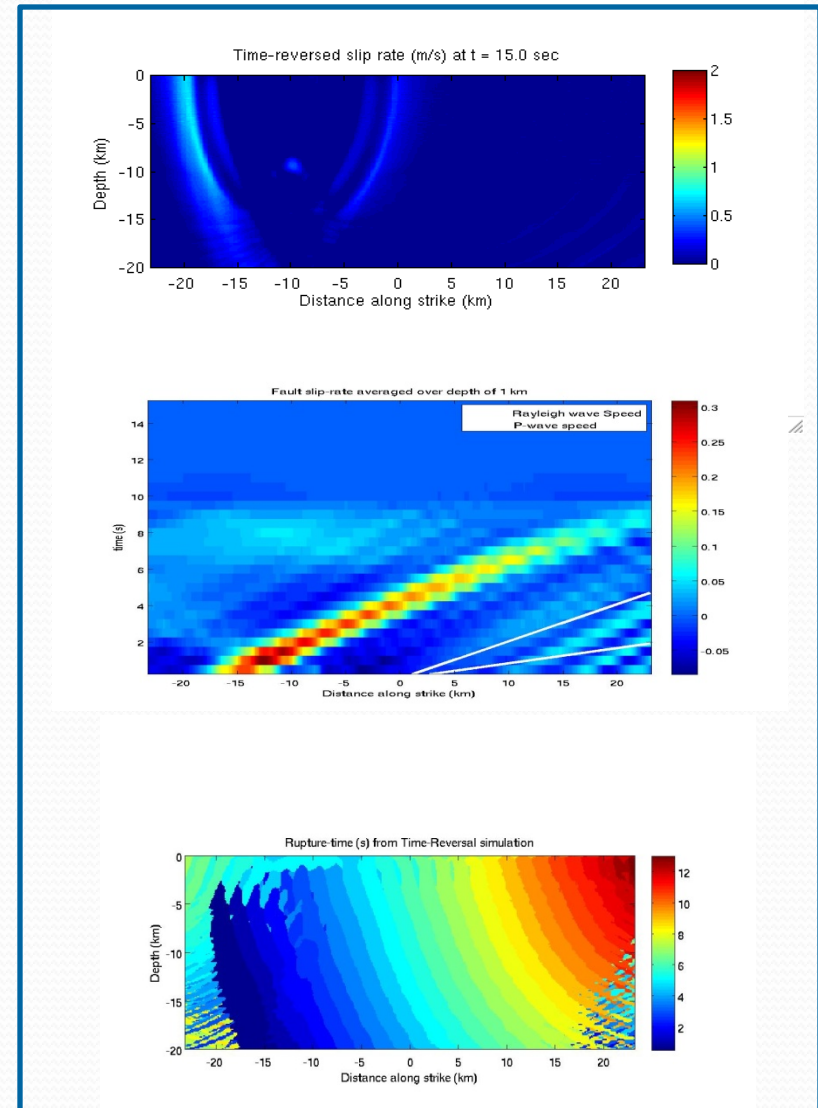 Time-reversed slip rate (m/s) at t = 15.0 sec
0
-5
-10
-15
-20
Depth (km)
-20 -15 -10 -5 0 5 10 15 20
Distance along strike (km)
2
1.5
1
0.5
0
Fault slip-rate averaged over depth of 1 km
Rayleigh wave Speed
P-wave speed
14
12
10
8
6
4
2
time (s)
-20 -15 -10 -5 0 5 10 15 20
Distance along strike (km)
0.3
0.25
0.2
0.15
0.1
0.05
0
-0.05
Rupture-time (s) from Time-Reversal simulation
0
-5
-10
-15
-20
Depth (km)
-20 -15 -10 -5 0 5 10 15 20
Distance along strike (km)
12
10
8
6
4
2